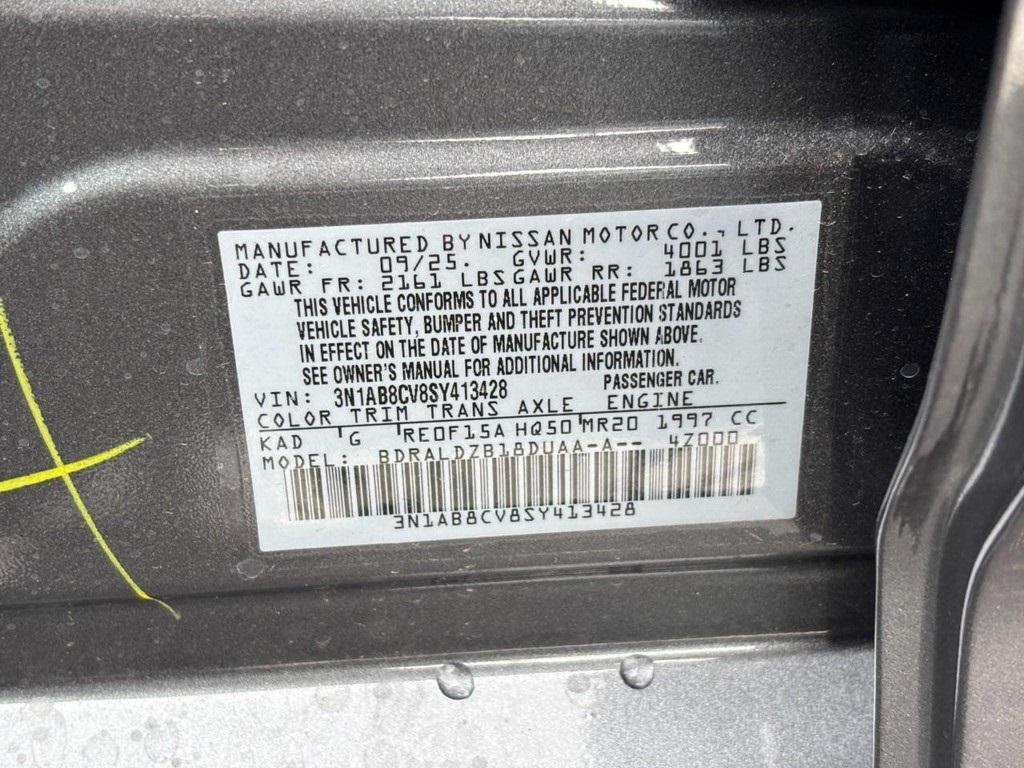 MANUFACTURED BY NISSAN MOTOR CO., LTD.
DATE: 09/25. GVWR: 4001 LBS
GAWR FR: 2161 LBS GAWR RR: 1863 LBS
THIS VEHICLE CONFORMS TO ALL APPLICABLE FEDERAL MOTOR
VEHICLE SAFETY, BUMPER AND THEFT PREVENTION STANDARDS
IN EFFECT ON THE DATE OF MANUFACTURE SHOWN ABOVE.
SEE OWNER'S MANUAL FOR ADDITIONAL INFORMATION.
VIN: 3N1AB8CV8SY413428 PASSENGER CAR.
COLOR TRIM TRANS AXLE ENGINE
KAD G RE0F15A HQ50 MR20 1997 CC
MODEL: BDRALDZB18DUAA-A-- 4Z000
3N1AB8CV8SY413428